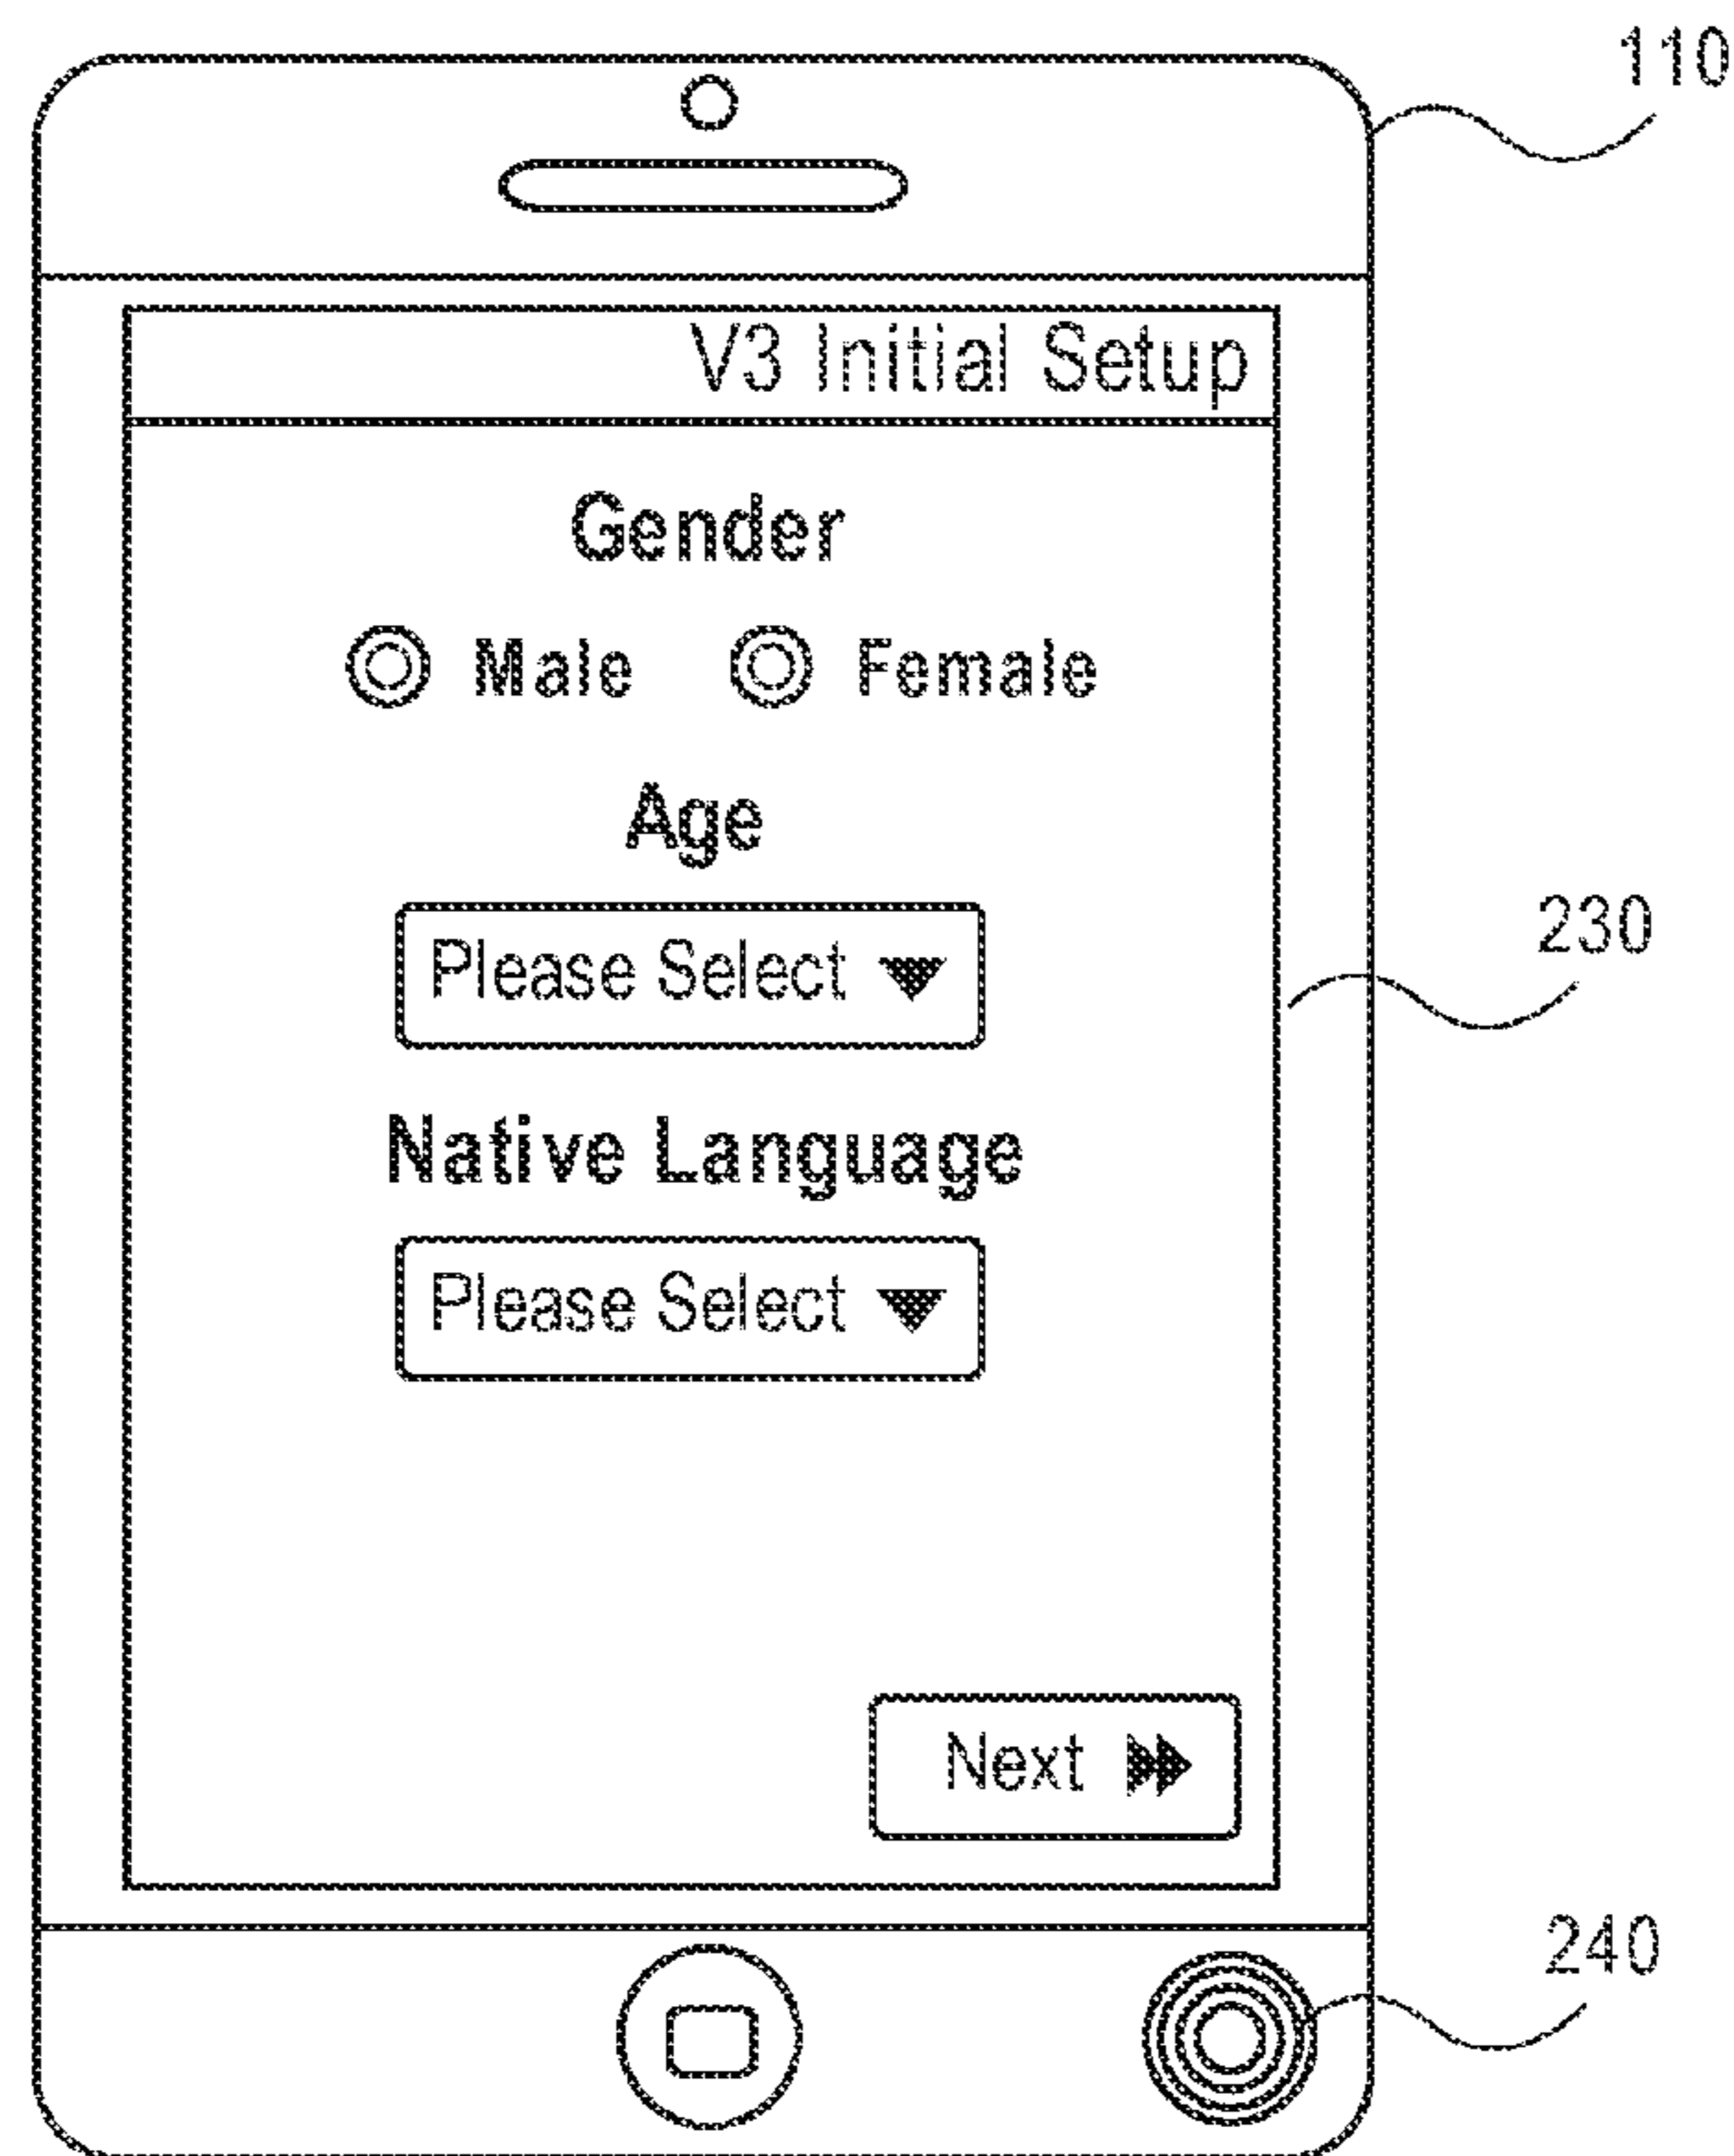 110
V3 Initial Setup
Gender
Male Female
Age
Please Select
230
Native Language
Please Select
Next
240